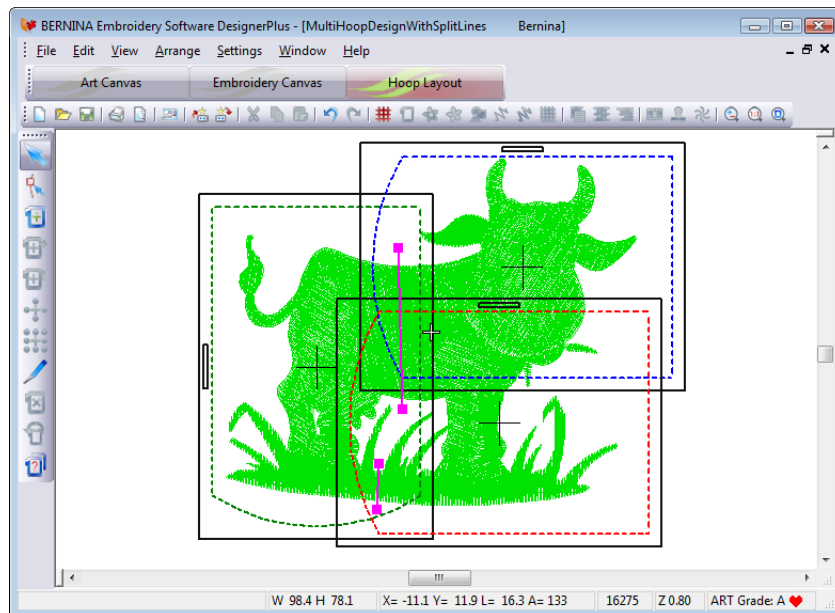 BERNINA Embroidery Software DesignerPlus - [MultiHoopDesignWithSplitLines Bernina]
File Edit View Arrange Settings Window Help
Art Canvas Embroidery Canvas Hoop Layout
W 98.4 H 78.1 X= -11.1 Y= 11.9 L= 16.3 A= 133 16275 Z 0.80 ART Grade: A